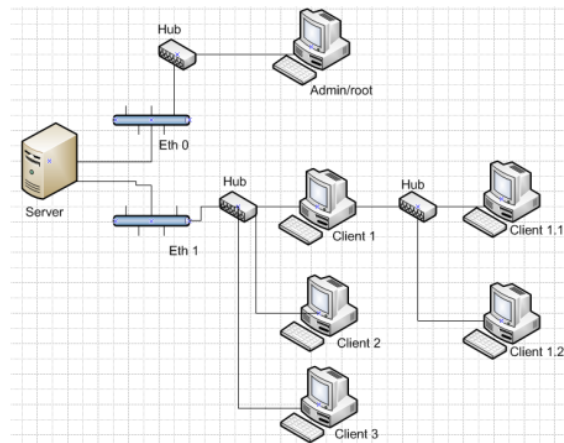 Hub
Admin/root
Eth 0
Server
Hub
Hub
Client 1
Client 1.1
Eth 1
Client 2
Client 1.2
Client 3